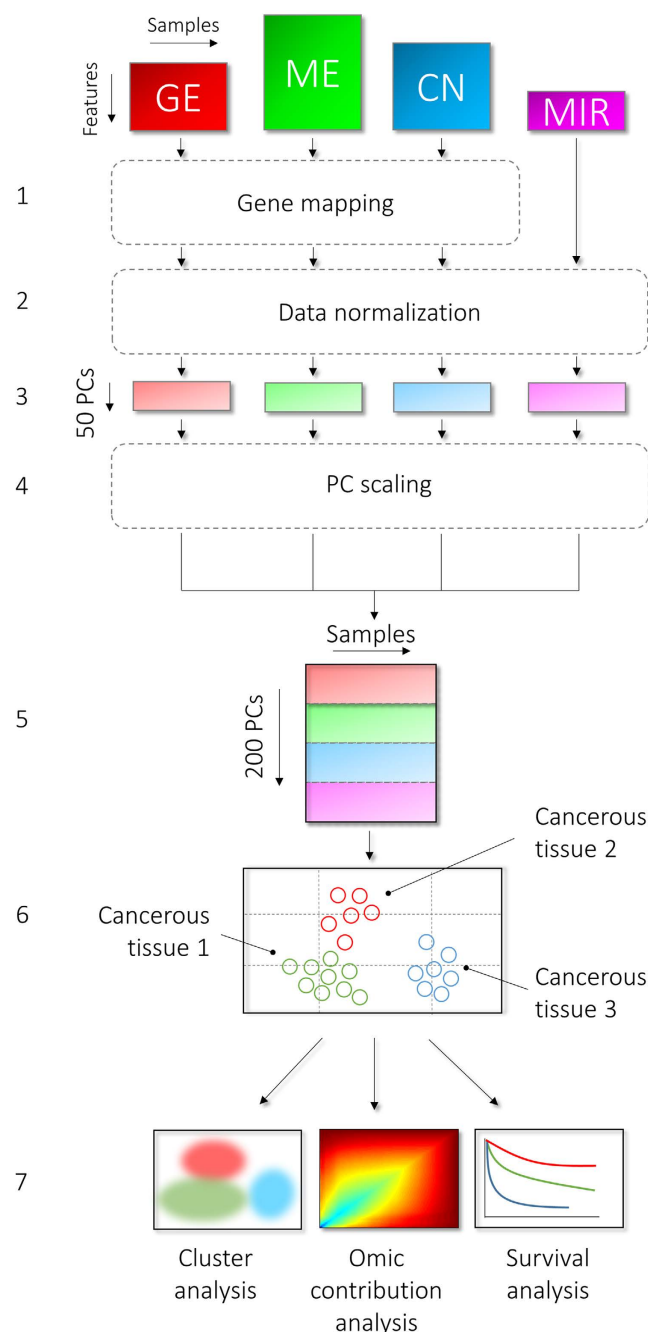 Samples
Features
GE
ME
CN
MIR
1
Gene mapping
2
Data normalization
3
50 PCs
4
PC scaling
Samples
5
200 PCs
Cancerous
tissue 2
6
Cancerous
tissue 1
Cancerous
tissue 3
7
Cluster
analysis
Omic
contribution
analysis
Survival
analysis